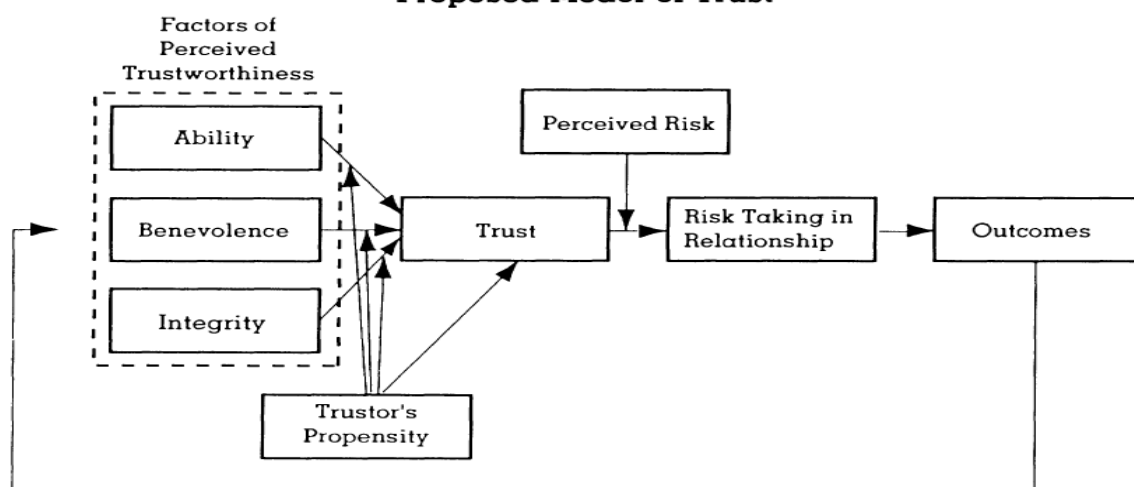 Proposed Model of Trust
Factors of
Perceived
Trustworthiness
Ability
Perceived Risk
Benevolence
Trust
Risk Taking in
Relationship
Outcomes
Integrity
Trustor's
Propensity